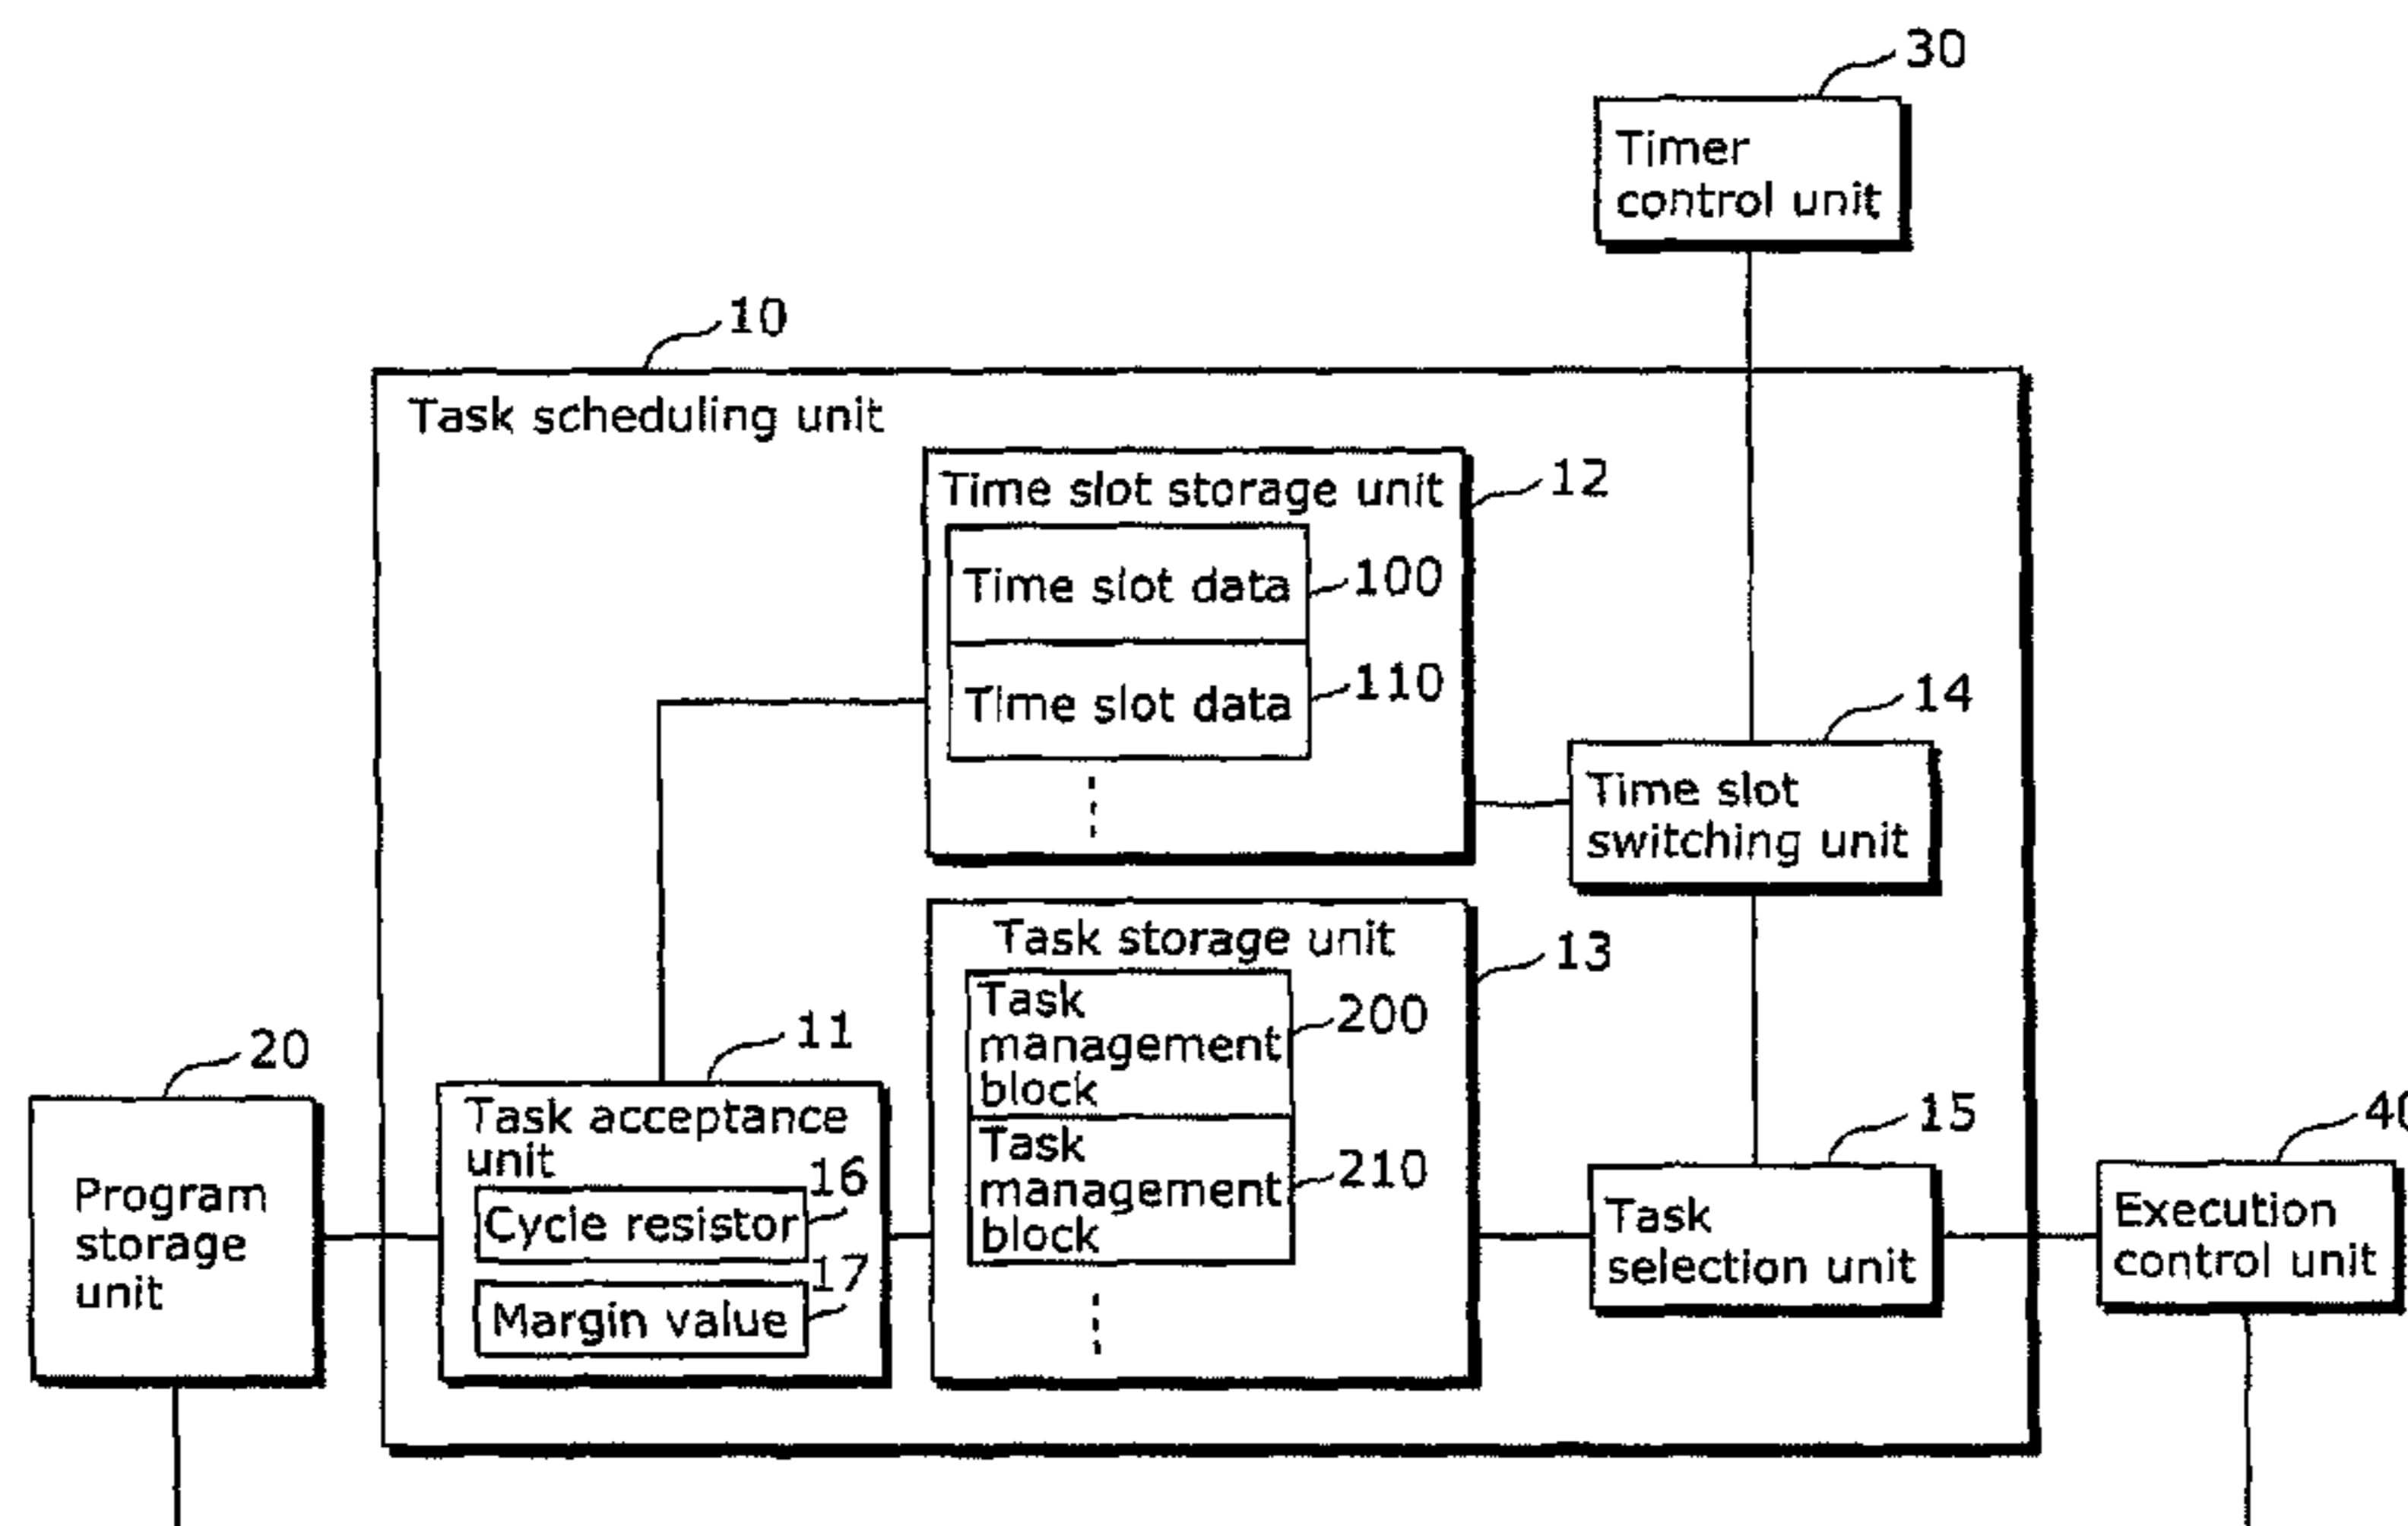 30
Timer
control unit
10
Task scheduling unit
Time slot storage unit
12
Time slot data
100
Time slot data
110
14
Time slot
switching unit
Task storage unit
13
Task
management
block
200
Task
management
block
210
20
Program
storage
unit
11
Task acceptance
unit
16
Cycle resistor
17
Margin value
15
Task
selection unit
40
Execution
control unit